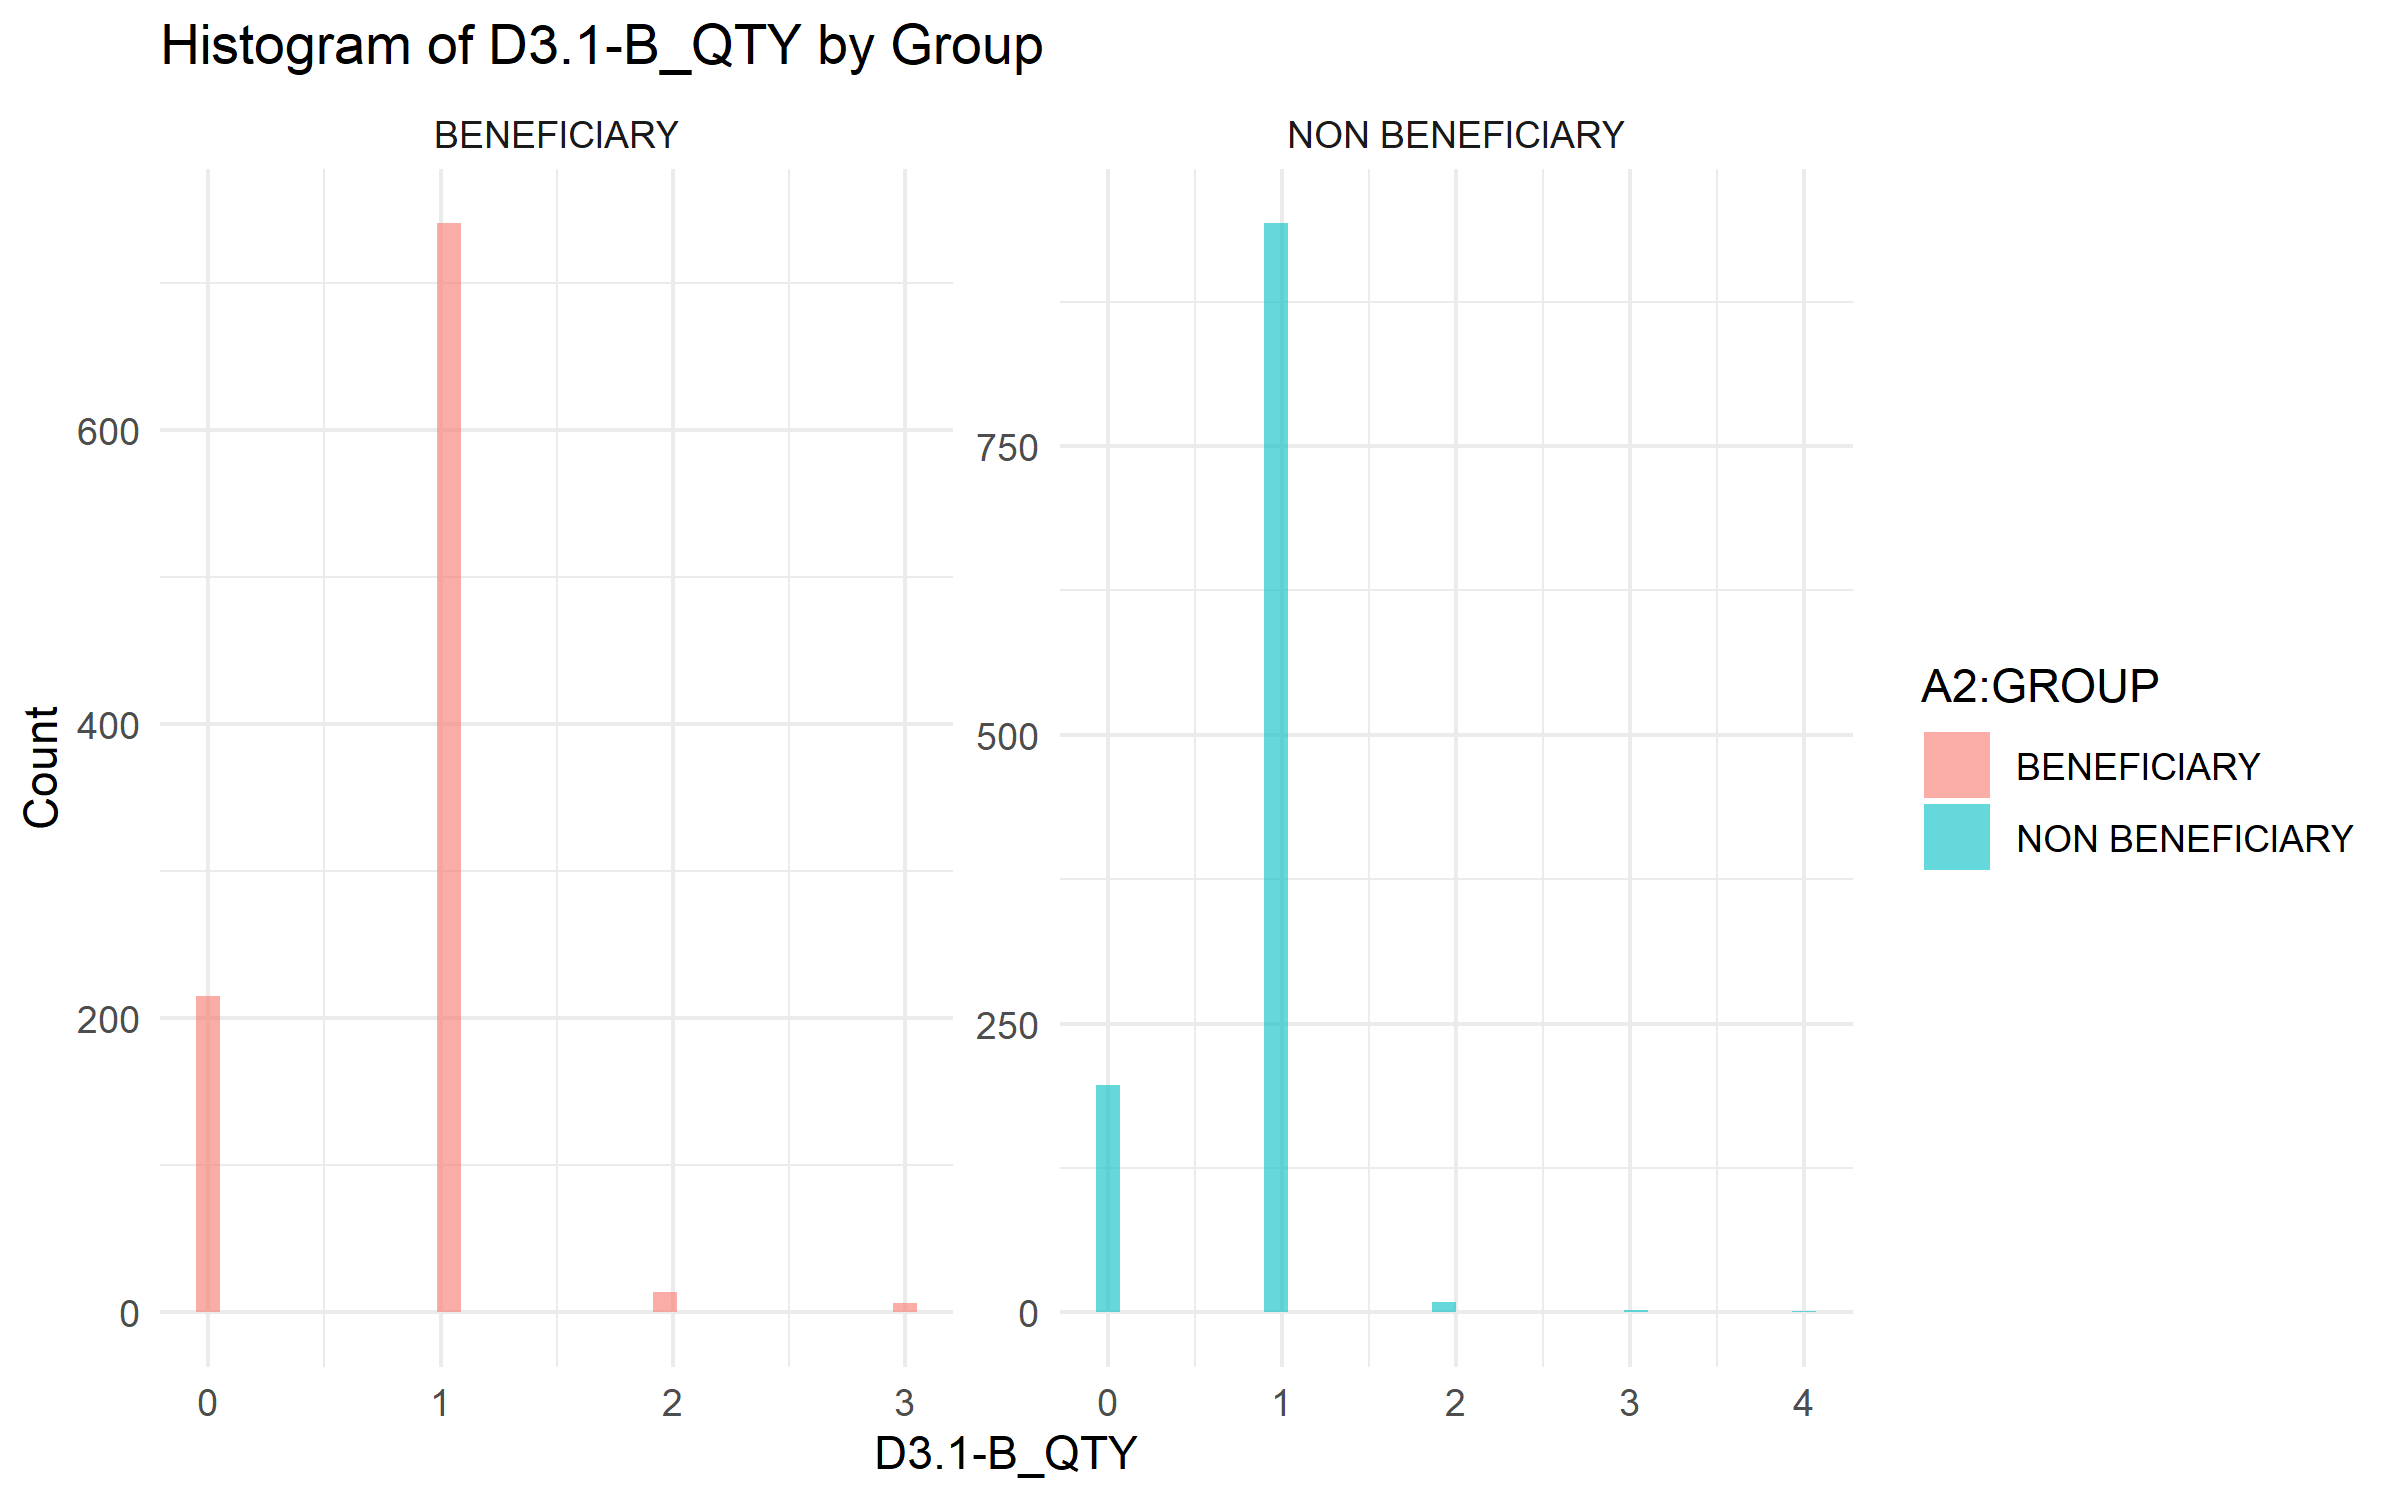 Histogram of D3.1-B_QTY by Group
BENEFICIARY
NON BENEFICIARY
Count
600
400
200
0
750
500
250
0
0 1 2 3
0 1 2 3 4
D3.1-B_QTY
A2:GROUP
BENEFICIARY
NON BENEFICIARY